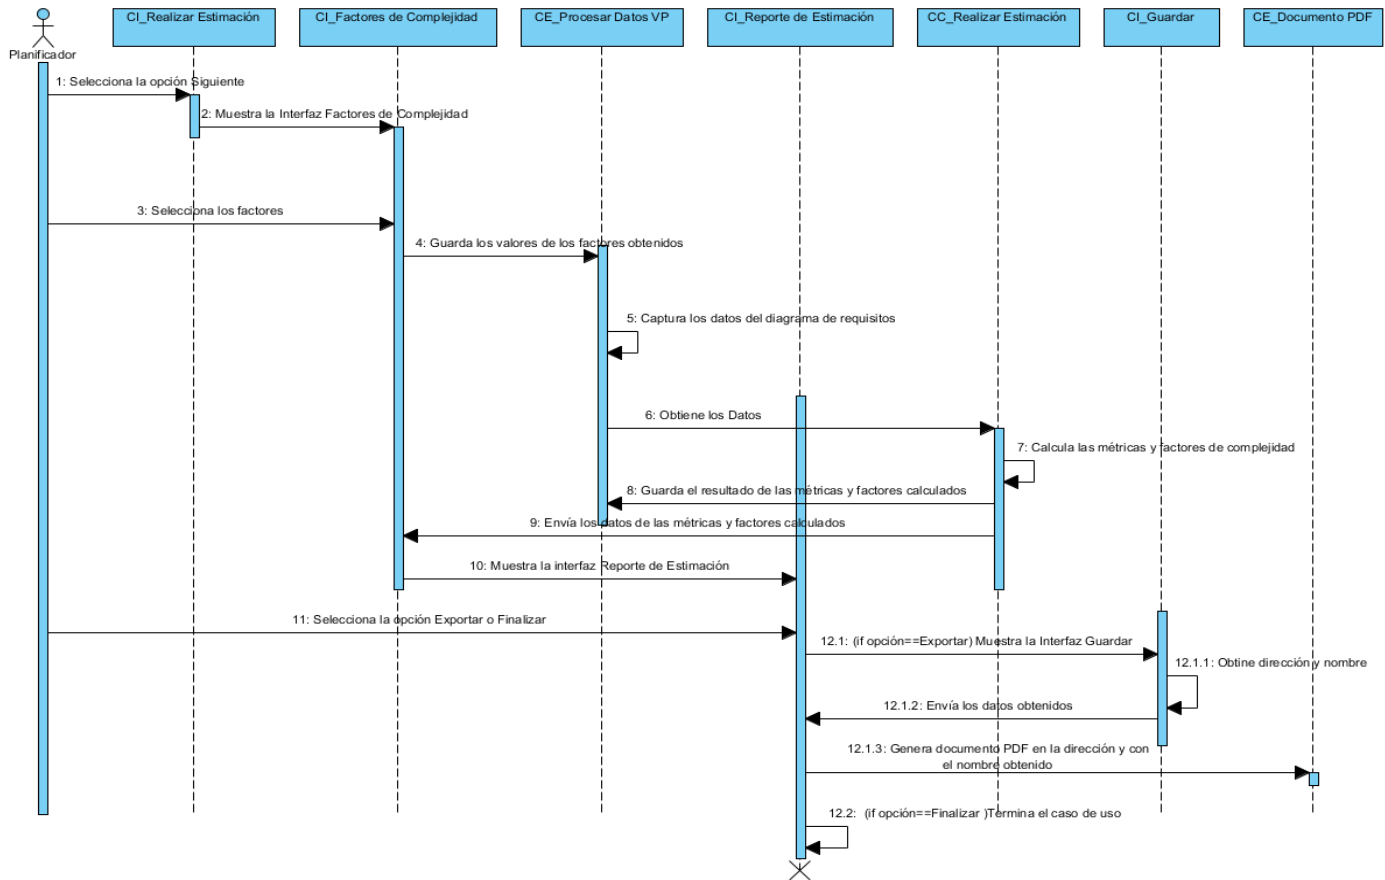 CI_Realizar Estimación
CI_Factores de Complejidad
CE_Procesar Datos VP
CI_Reporte de Estimación
CC_Realizar Estimación
CI_Guardar
CE_Documento PDF
Planificador
1: Selecciona la opción Siguiente
2: Muestra la Interfaz Factores de Complejidad
3: Selecciona los factores
4: Guarda los valores de los factores obtenidos
5: Captura los datos del diagrama de requisitos
6: Obtiene los Datos
7: Calcula las métricas y factores de complejidad
8: Guarda el resultado de las métricas y factores calculados
9: Envía los datos de las métricas y factores calculados
10: Muestra la interfaz Reporte de Estimación
11: Selecciona la opción Exportar o Finalizar
12.1: (if opción==Exportar) Muestra la Interfaz Guardar
12.1.1: Obtine dirección y nombre
12.1.2: Envía los datos obtenidos
12.1.3: Genera documento PDF en la dirección y con
el nombre obtenido
12.2: (if opción==Finalizar )Termina el caso de uso